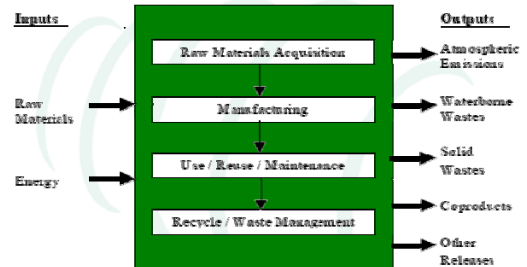 Inputs
Outputs
Raw Materials Acquisition
Atmospheric
Emissions
Raw
Materials
Manufacturing
Waterborne
Wastes
Use / Reuse / Maintenance
Solid
Wastes
Energy
Recycle / Waste Management
Coproducts
Other
Releases